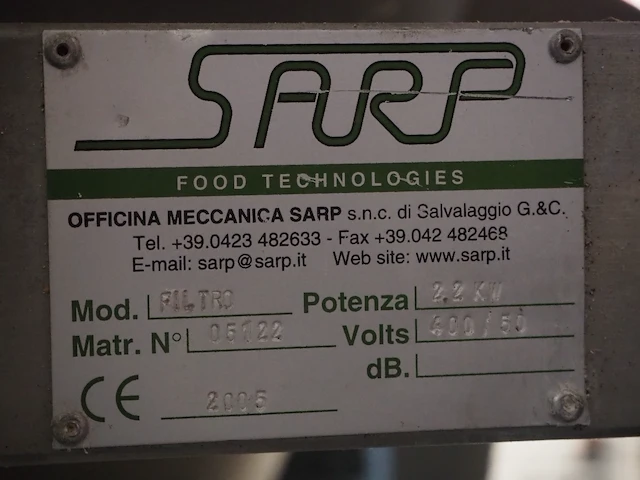 SARP
FOOD TECHNOLOGIES
OFFICINA MECCANICA SARP s.n.c. di Salvalaggio G.&C.
Tel. +39.0423 482633 - Fax +39.042 482468
E-mail: sarp@sarp.it Web site: www.sarp.it
Mod. FILTRO Potenza 2.2 KW
Matr. N° 05122 Volts 400/50
dB.
CE 2005